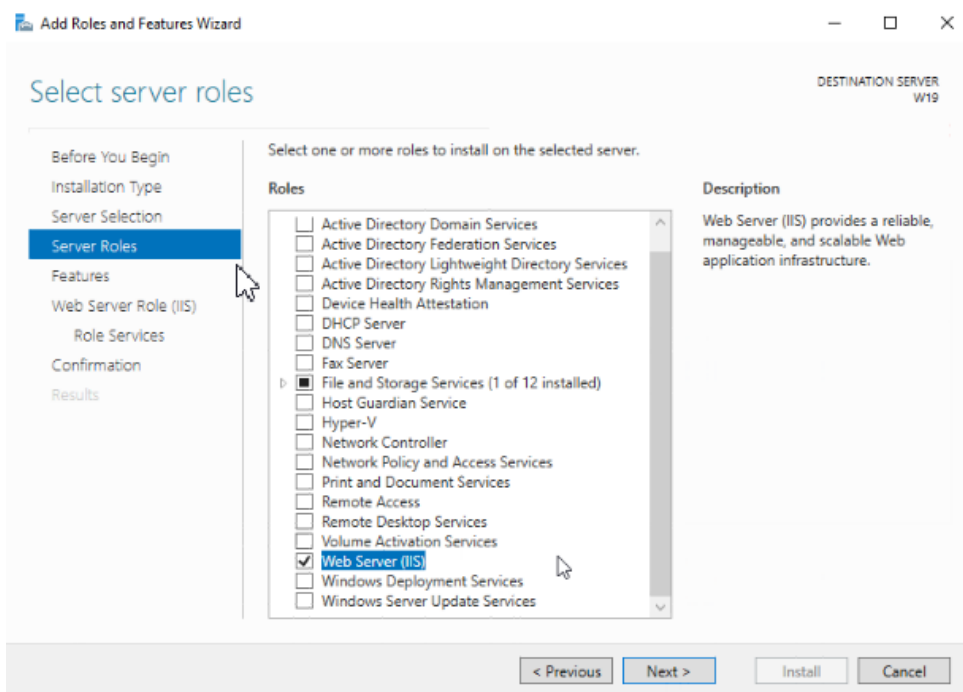 Add Roles and Features Wizard
Select server roles
DESTINATION SERVER
W19
Before You Begin
Installation Type
Server Selection
Server Roles
Features
Web Server Role (IIS)
Role Services
Confirmation
Results
Select one or more roles to install on the selected server.
Roles
Active Directory Domain Services
Active Directory Federation Services
Active Directory Lightweight Directory Services
Active Directory Rights Management Services
Device Health Attestation
DHCP Server
DNS Server
Fax Server
File and Storage Services (1 of 12 installed)
Host Guardian Service
Hyper-V
Network Controller
Network Policy and Access Services
Print and Document Services
Remote Access
Remote Desktop Services
Volume Activation Services
Web Server (IIS)
Windows Deployment Services
Windows Server Update Services
Description
Web Server (IIS) provides a reliable,
manageable, and scalable Web
application infrastructure.
< Previous
Next >
Install
Cancel